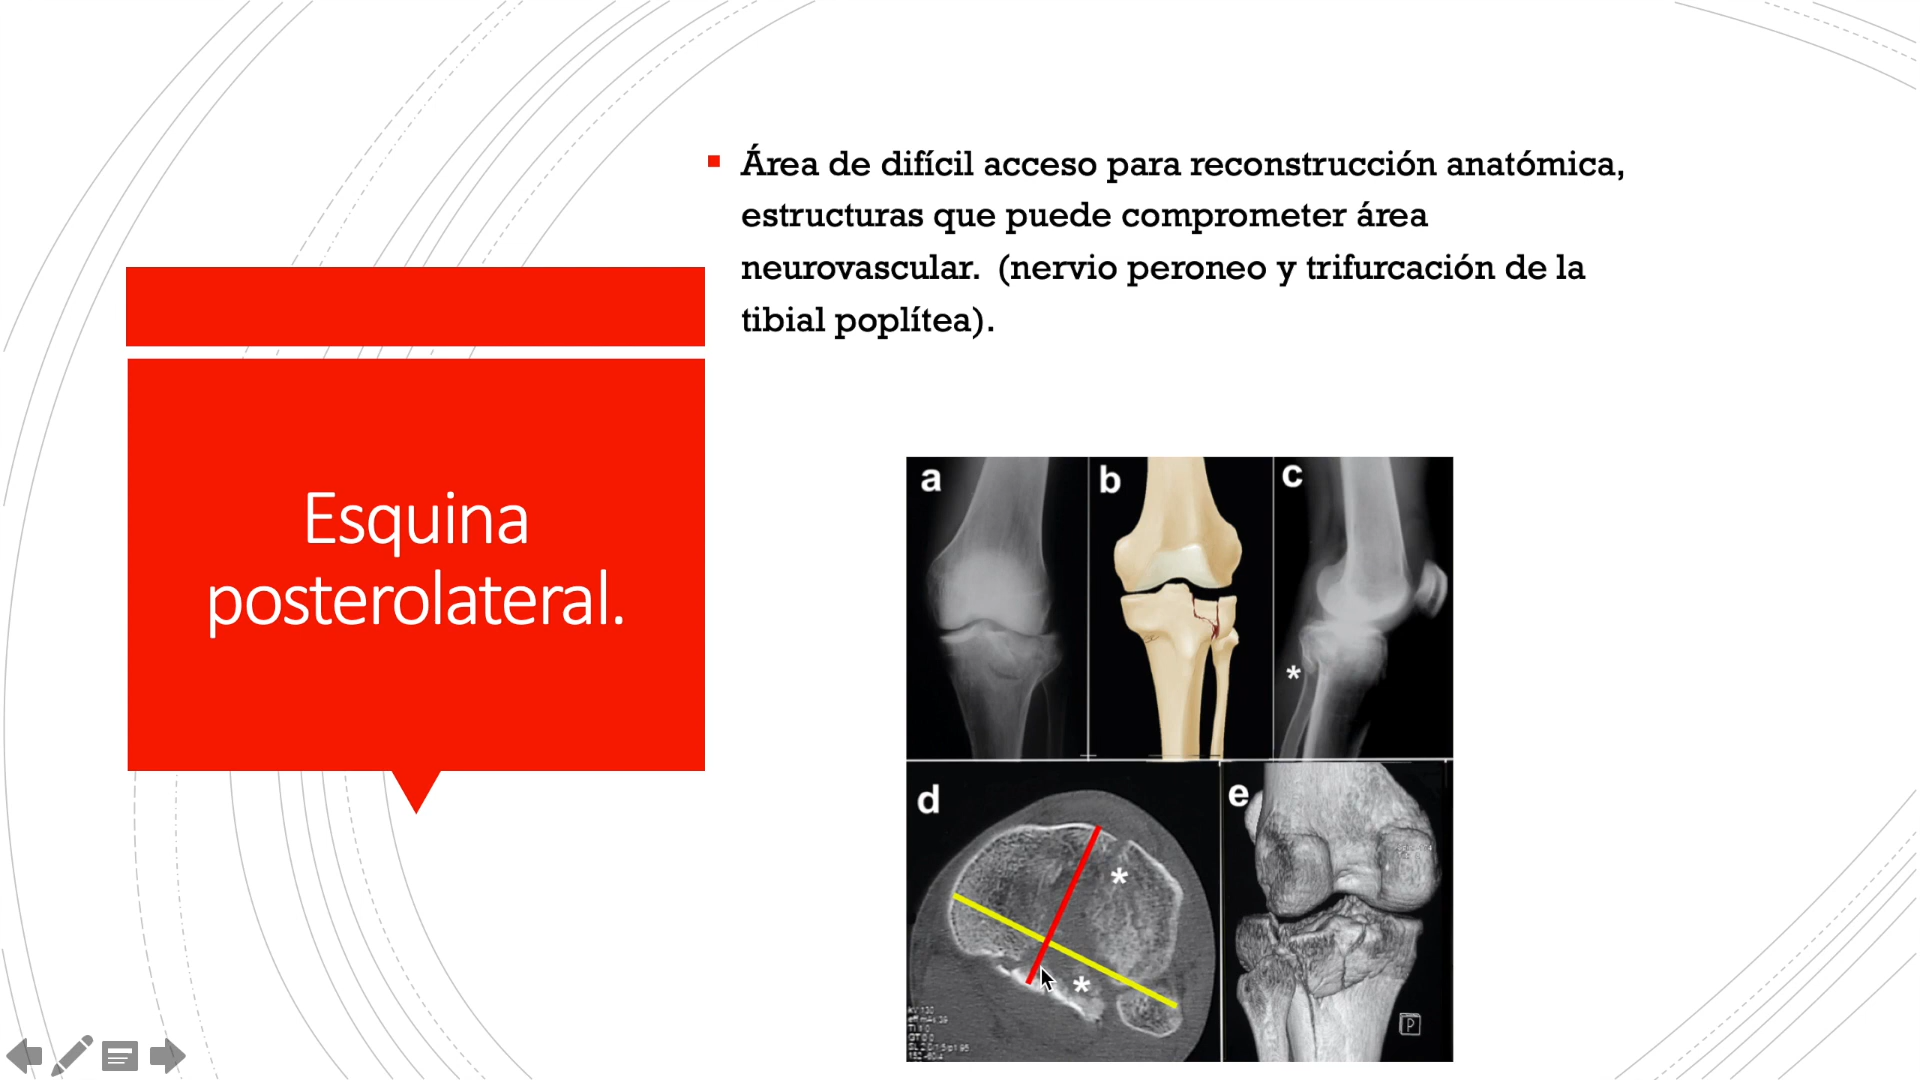 Área de difícil acceso para reconstrucción anatómica,
estructuras que puede comprometer área
neurovascular. (nervio peroneo y trifurcación de la
tibial poplítea).
Esquina
posterolateral.
a
b
c
*
d
*
*
e
P